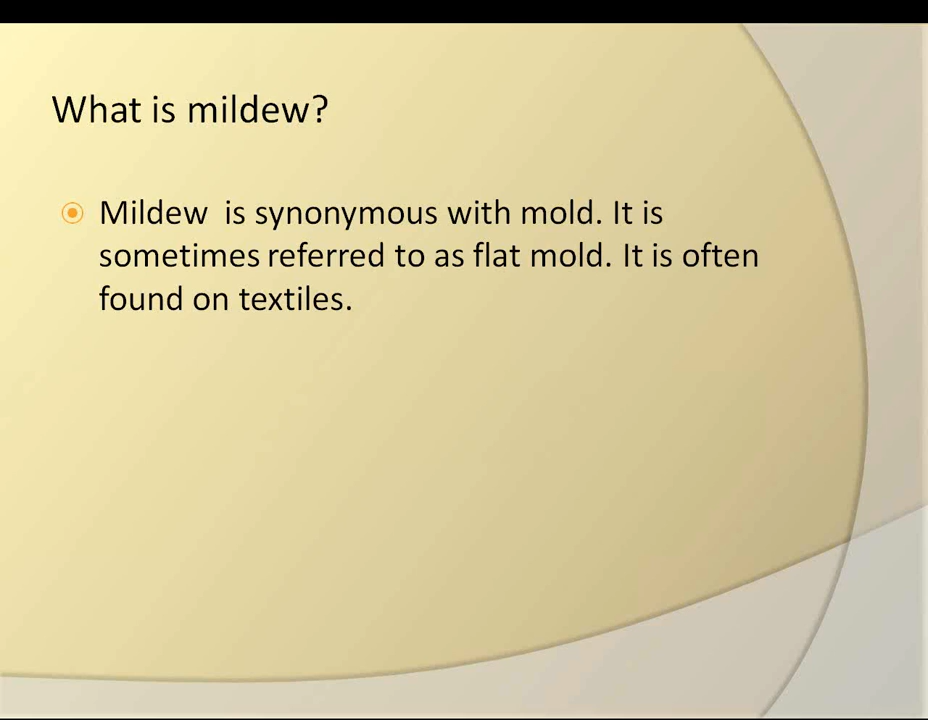 What is mildew?
Mildew  is synonymous with mold. It is
sometimes referred to as flat mold. It is often
found on textiles.